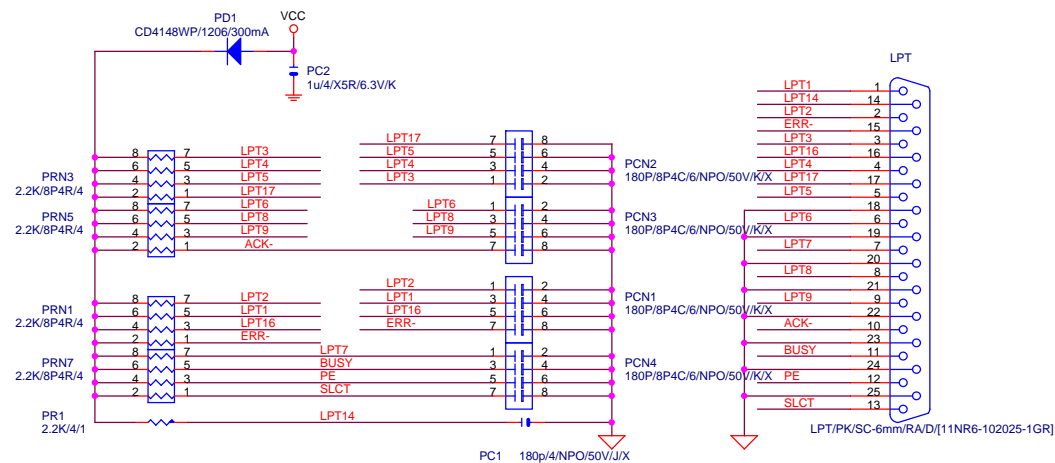 PD1
CD4148WP/1206/300mA
VCC
PC2
1u/4/X5R/6.3V/K
LPT
LPT1 1
LPT14 14
LPT2 2
ERR- 15
LPT3 3
LPT16 16
LPT4 4
LPT17 17
LPT5 5
18
LPT6 6
19
LPT7 7
20
LPT8 8
21
LPT9 9
22
ACK- 10
23
BUSY 11
24
PE 12
25
SLCT 13
LPT/PK/SC-6mm/RA/D/[11NR6-102025-1GR]
PRN3
2.2K/8P4R/4
8 7 LPT3
6 5 LPT4
4 3 LPT5
2 1 LPT17
PRN5
2.2K/8P4R/4
8 7 LPT6
6 5 LPT8
4 3 LPT9
2 1 ACK-
LPT17 7 8
LPT5 5 6
LPT4 3 4
LPT3 1 2
PCN2
180P/8P4C/6/NPO/50V/K/X
LPT6 1 2
LPT8 3 4
LPT9 5 6
7 8
PCN3
180P/8P4C/6/NPO/50V/K/X
PRN1
2.2K/8P4R/4
8 7 LPT2
6 5 LPT1
4 3 LPT16
2 1 ERR-
LPT2 1 2
LPT1 3 4
LPT16 5 6
ERR- 7 8
PCN1
180P/8P4C/6/NPO/50V/K/X
PRN7
2.2K/8P4R/4
8 7 LPT7 1 2
6 5 BUSY 3 4
4 3 PE 5 6
2 1 SLCT 7 8
PCN4
180P/8P4C/6/NPO/50V/K/X
PR1
2.2K/4/1
LPT14
PC1 180p/4/NPO/50V/J/X